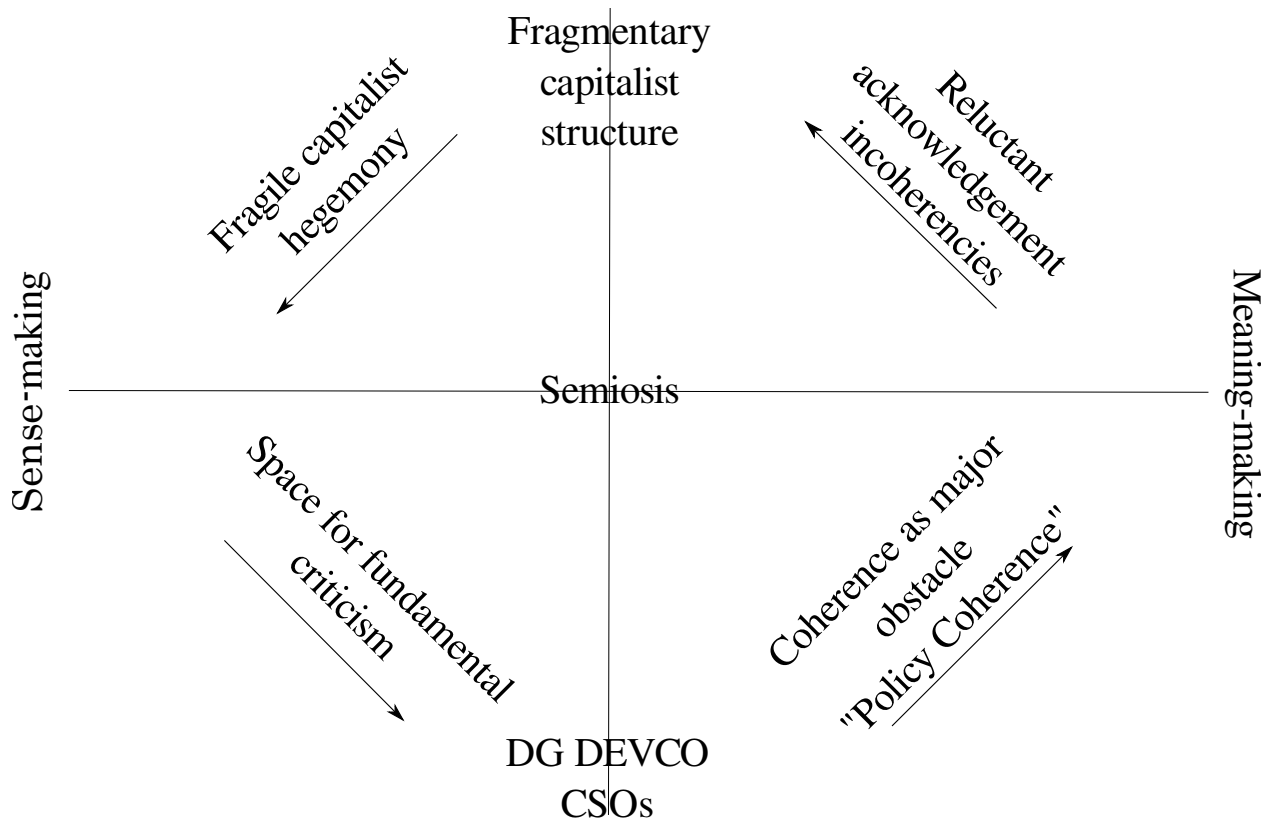 Fragmentary
capitalist
structure
Fragile capitalist
hegemony
Reluctant
acknowledgement
incoherencies
Sense-making
Semiosis
Meaning-making
Space for fundamental
criticism
Coherence as major
obstacle
"Policy Coherence"
DG DEVCO
CSOs